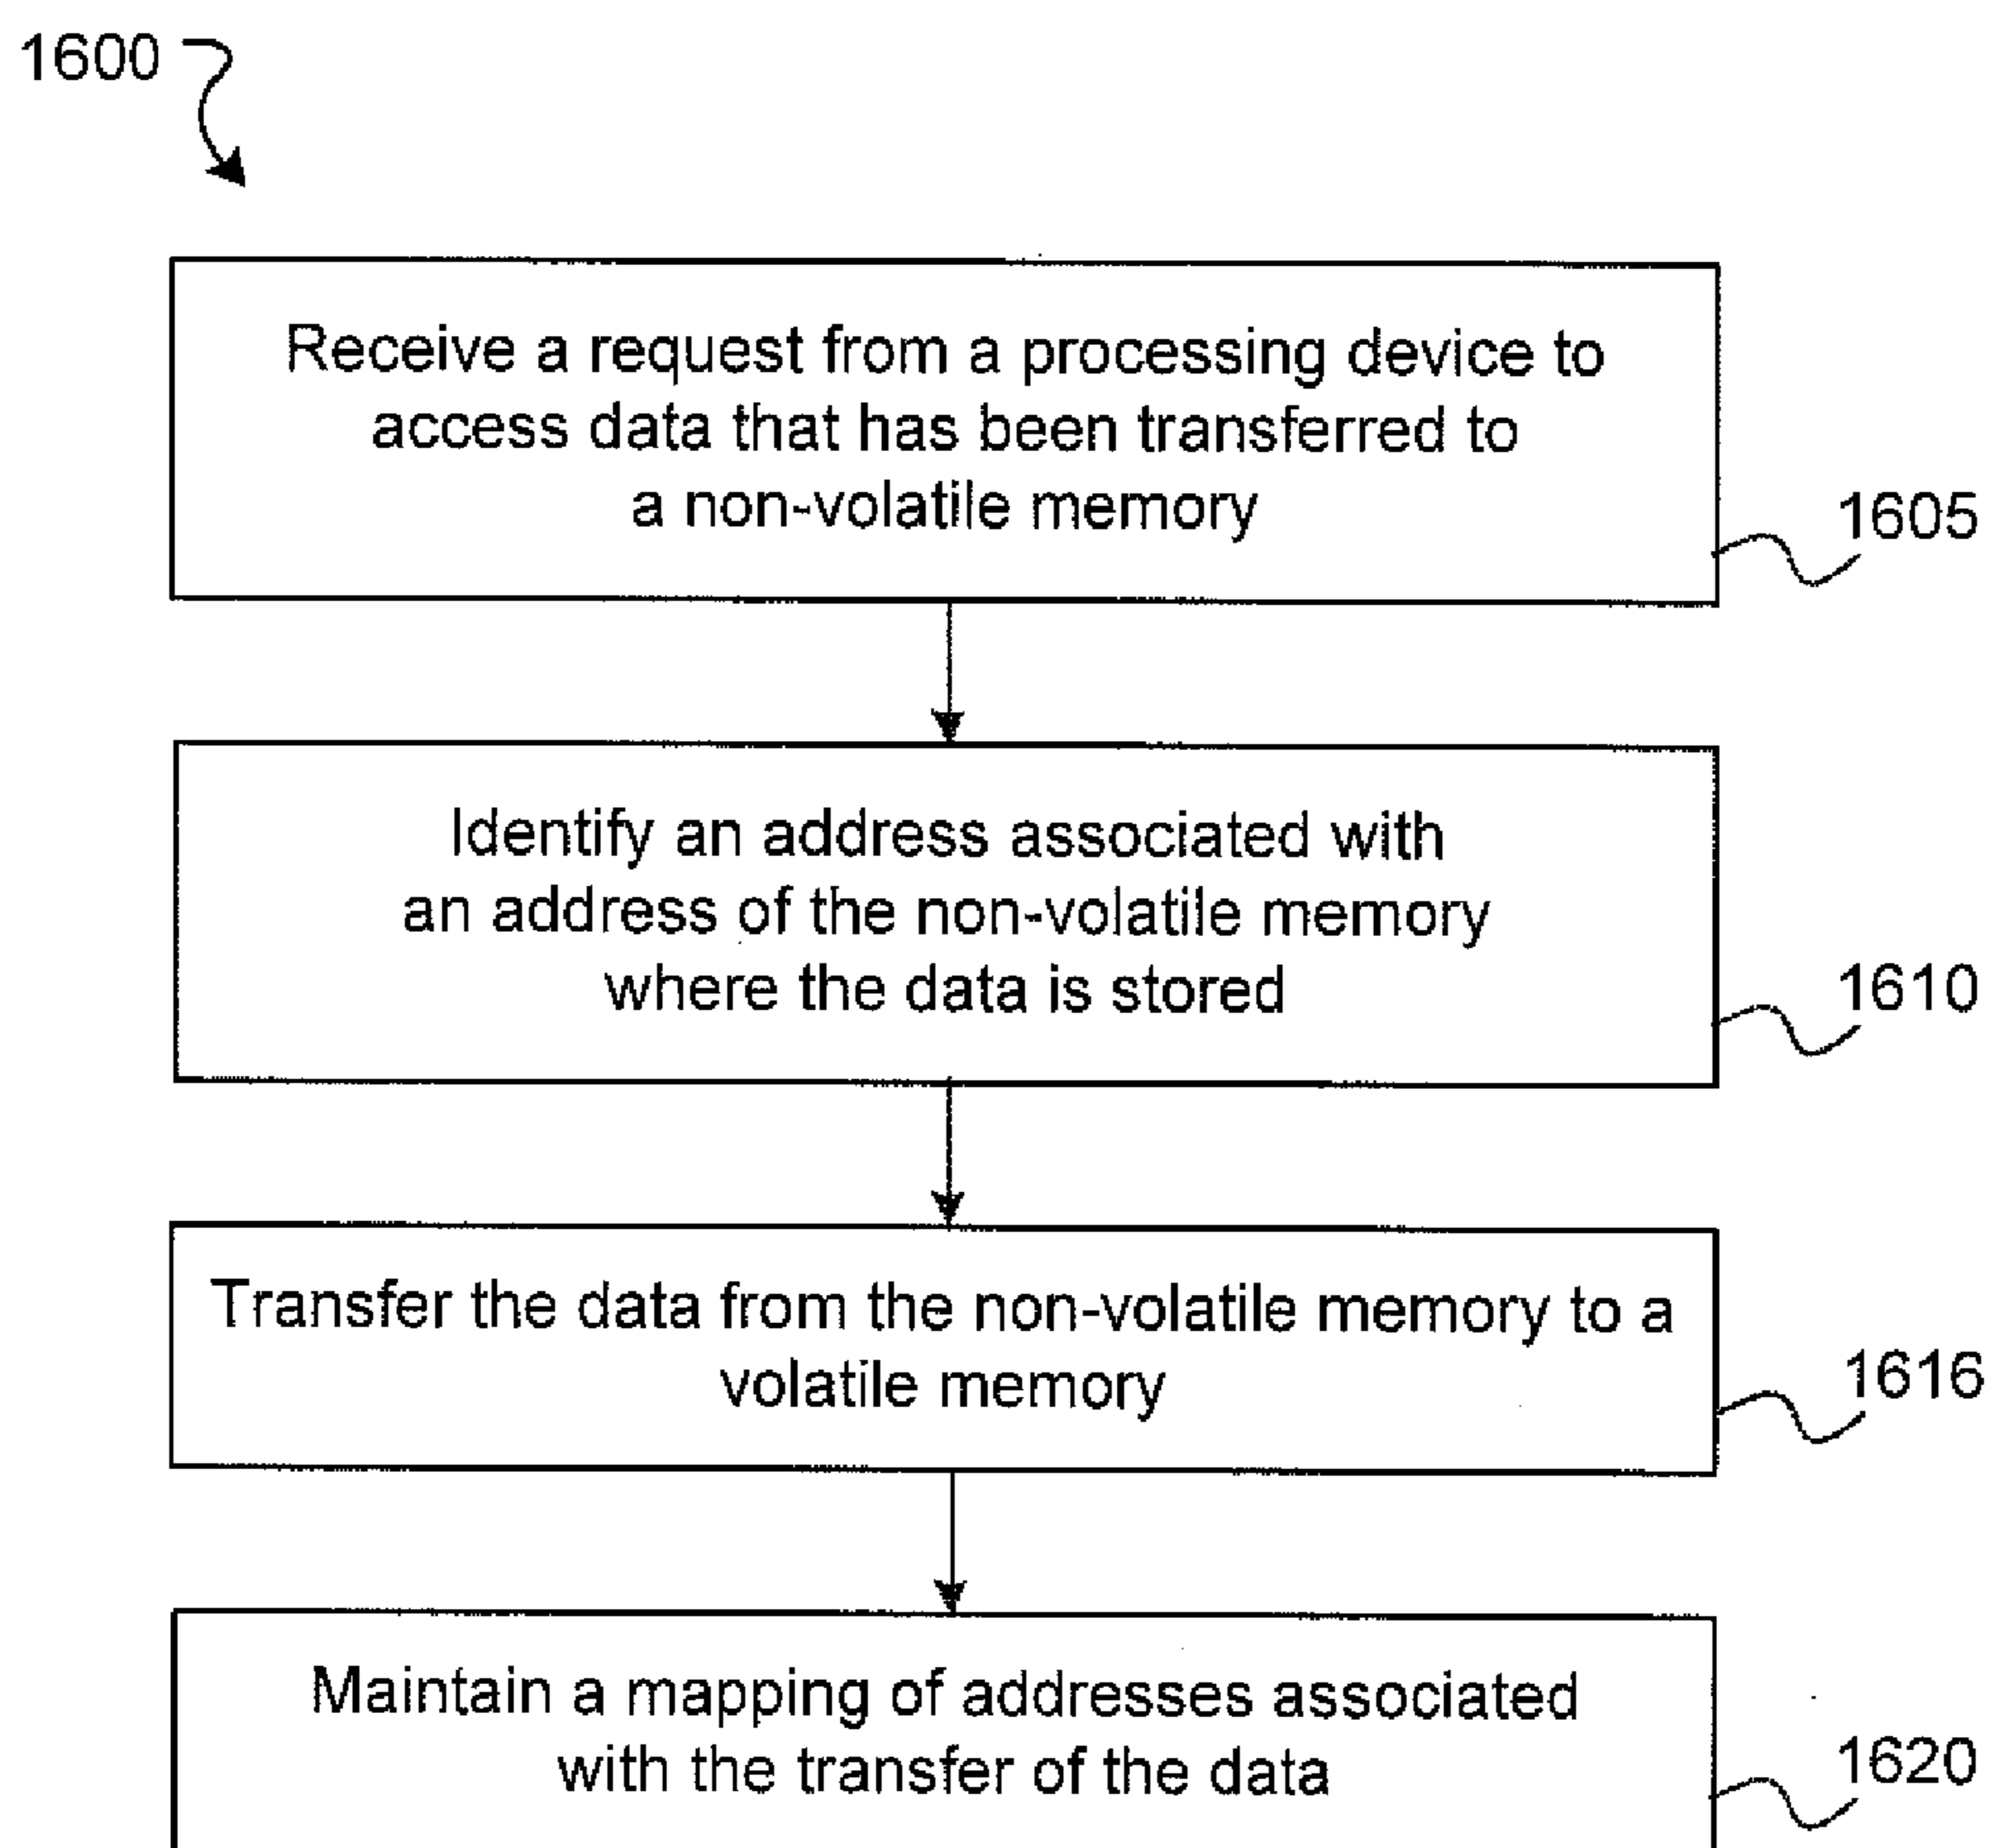 1600
Receive a request from a processing device to
access data that has been transferred to
a non-volatile memory
1605
Identify an address associated with
an address of the non-volatile memory
where the data is stored
1610
Transfer the data from the non-volatile memory to a
volatile memory
1616
Maintain a mapping of addresses associated
with the transfer of the data
1620